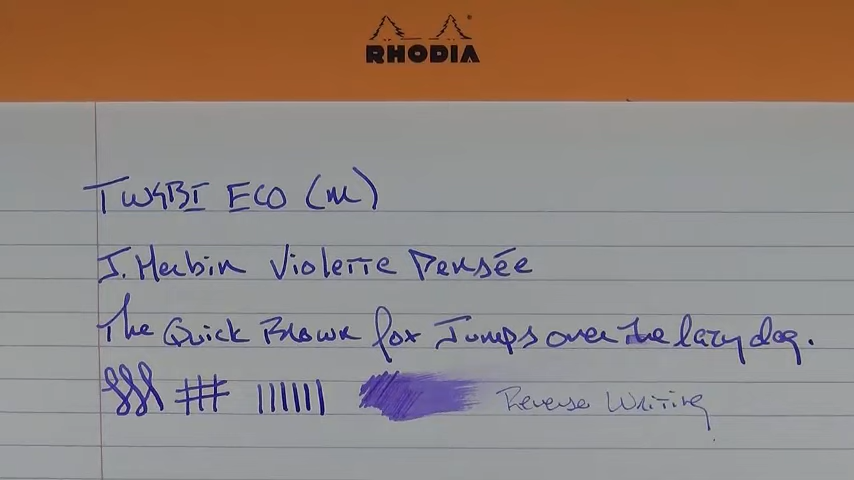 RHODIA
TWSBI ECO (M)
J. Herbin Violette Pensée
The Quick Brown fox Jumps over the lazy dog.
Reverse Writing